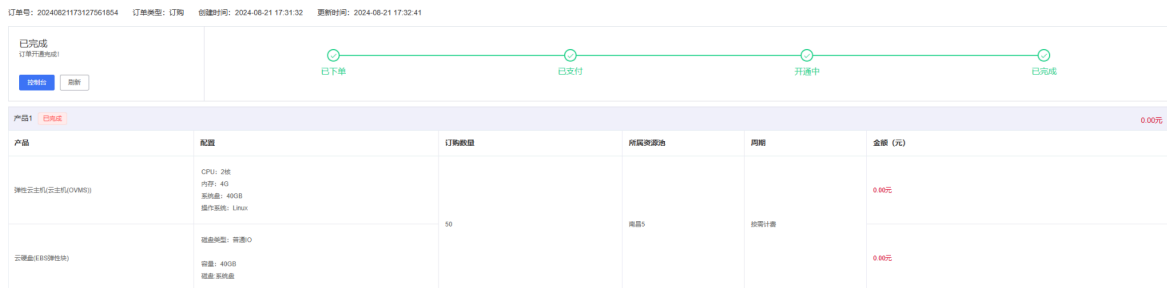 订单号：20240821173127561854 订单类型：订购 创建时间：2024-08-21 17:31:32 更新时间：2024-08-21 17:32:41
已完成
订单开通完成!
控制台 刷新
已下单 已支付 开通中 已完成
产品1 已完成 0.00元
产品 配置 订购数量 所属资源池 周期 金额（元）
弹性云主机(云主机(OVMS))
CPU：2核
内存：4G
系统盘：40GB
操作系统：Linux
0.00元
50 南昌5 按需计费
云硬盘(EBS弹性块)
磁盘类型：普通IO
容量：40GB
磁盘:系统盘
0.00元